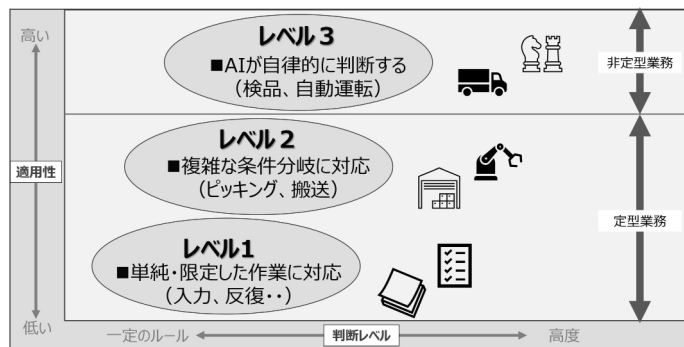 高い
適用性
低い
レベル３
■AIが自律的に判断する
（検品、自動運転）
レベル２
■複雑な条件分岐に対応
（ピッキング、搬送）
レベル1
■単純・限定した作業に対応
（入力、反復・・）
非定型業務
定型業務
一定のルール
判断レベル
高度